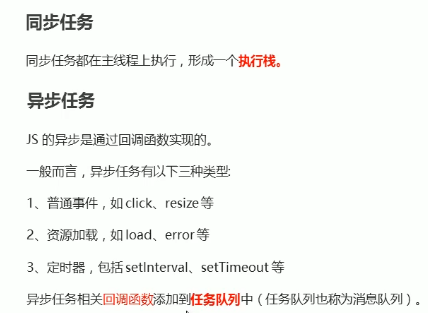 同步任务
同步任务都在主线程上执行，形成一个执行栈。
异步任务
JS 的异步是通过回调函数实现的。
一般而言，异步任务有以下三种类型:
1、普通事件，如 click、resize 等
2、资源加载，如 load、error 等
3、定时器，包括 setInterval、setTimeout 等
异步任务相关回调函数添加到任务队列中（任务队列也称为消息队列）。